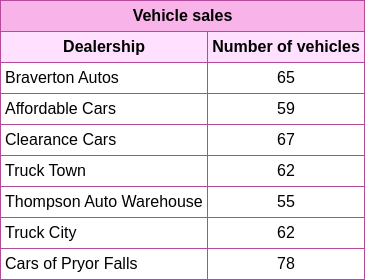 Vehicle sales
Dealership Number of vehicles
Braverton Autos 65
Affordable Cars 59
Clearance Cars 67
Truck Town 62
Thompson Auto Warehouse 55
Truck City 62
Cars of Pryor Falls 78